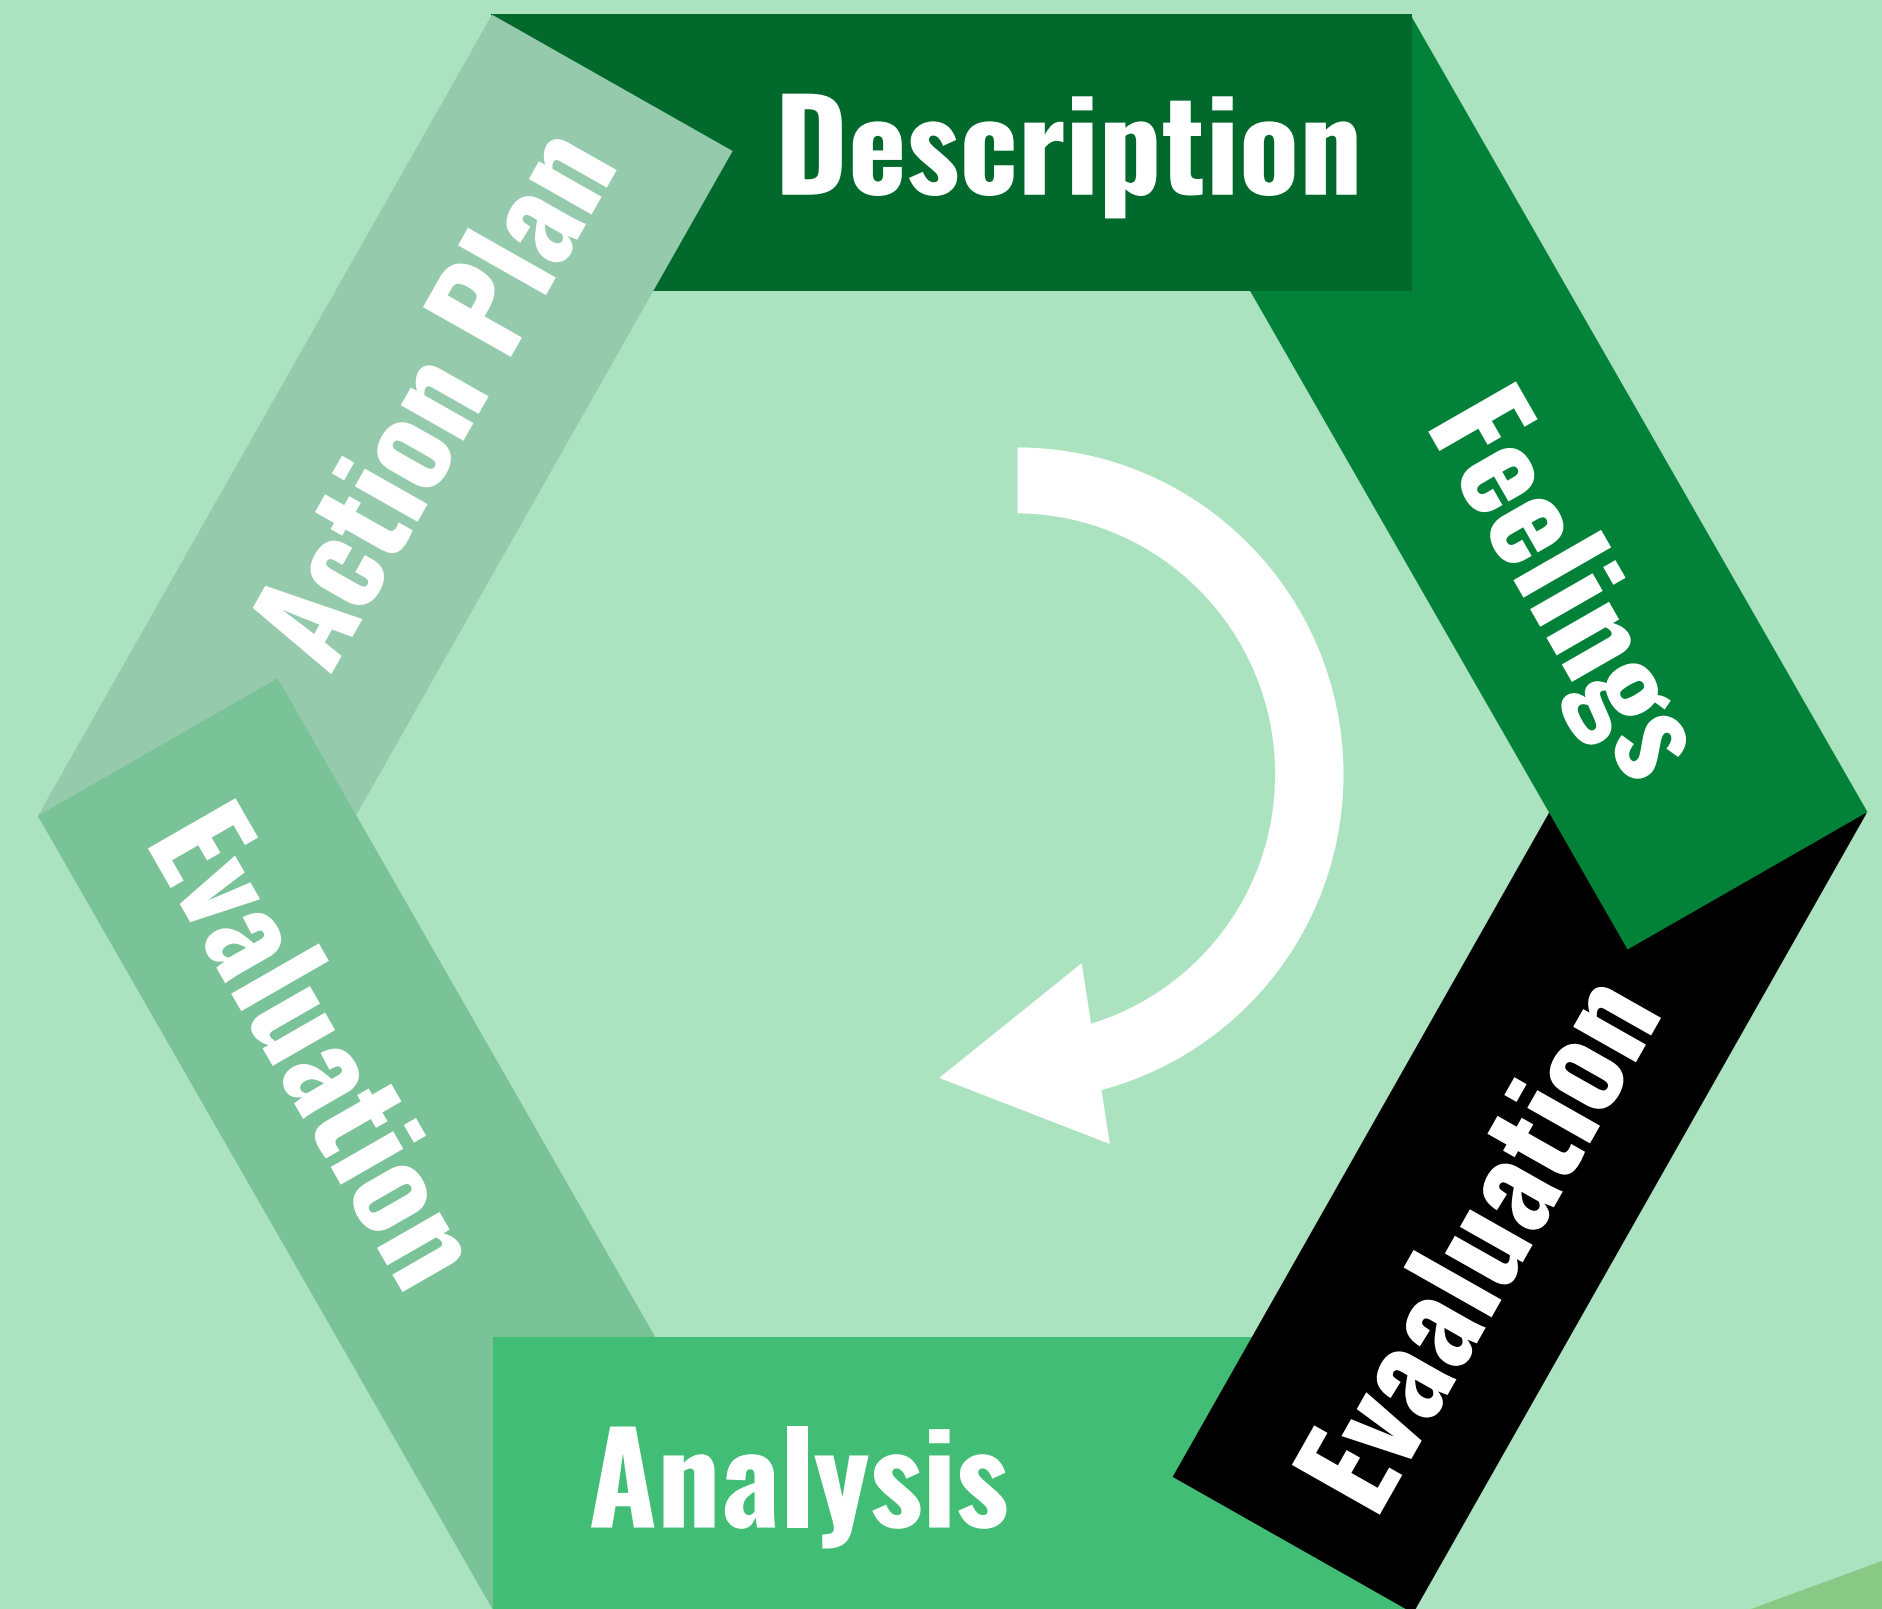 Description
Feelings
Evaaluation
Analysis
Evaluation
Action Plan